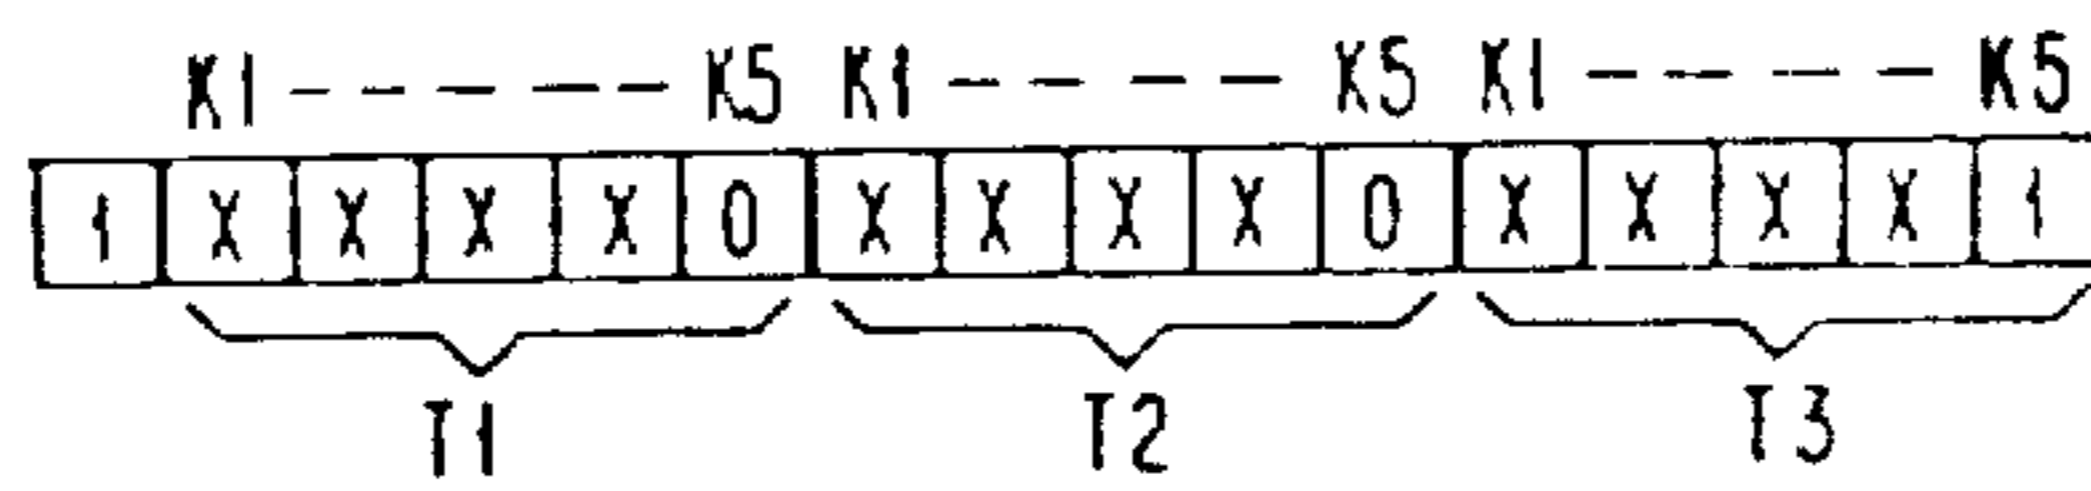 K1 ----- K5 K1 ---- K5 K1 ---- K5
1 X X X X 0 X X X X 0 X X X X 1
T1 T2 T3